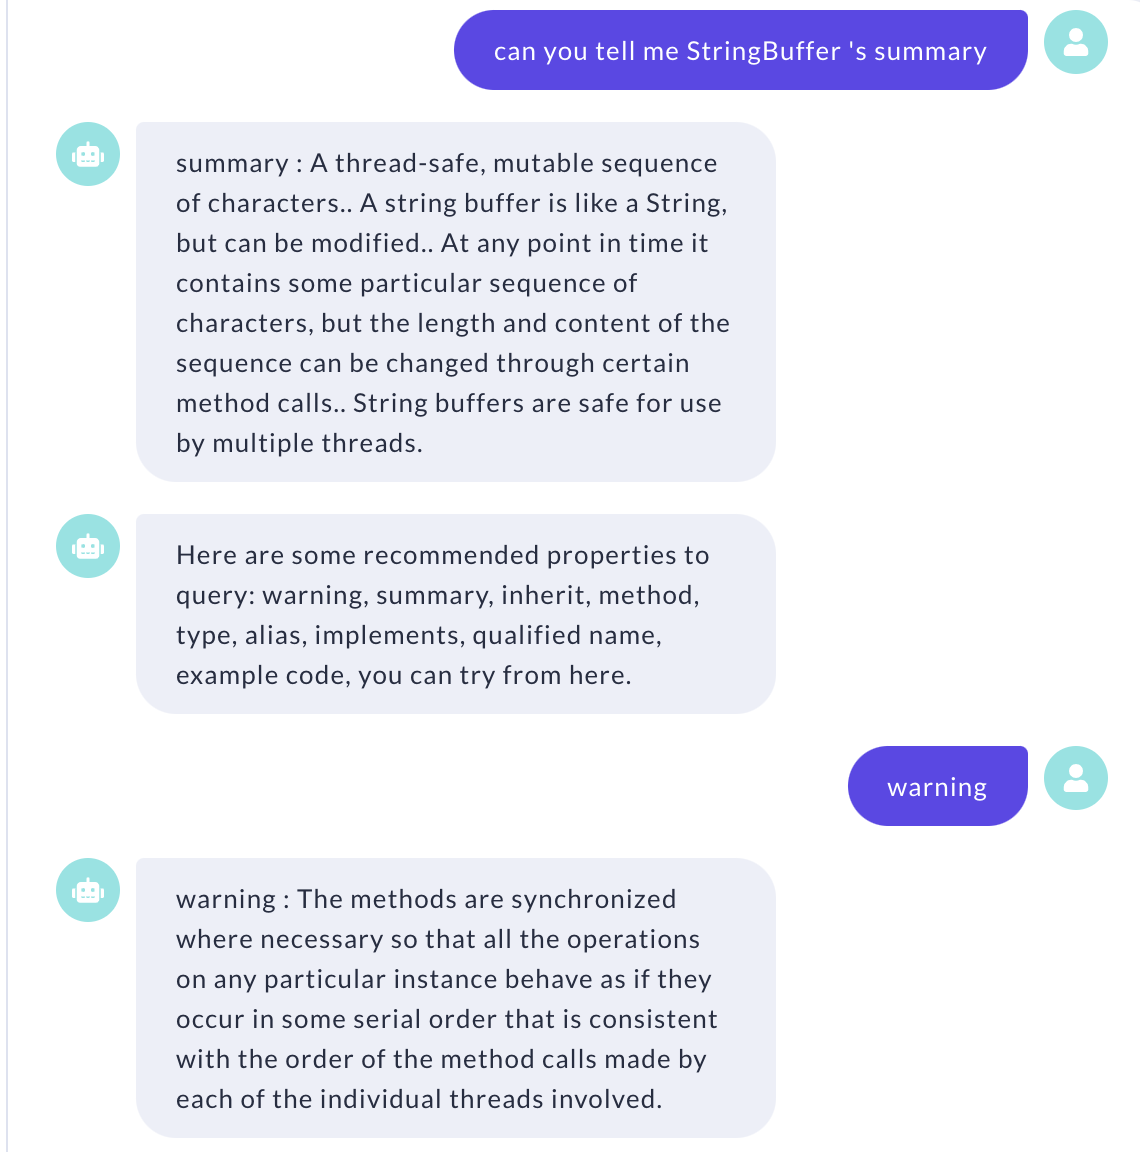 can you tell me StringBuffer 's summary
summary : A thread-safe, mutable sequence
of characters.. A string buffer is like a String,
but can be modified.. At any point in time it
contains some particular sequence of
characters, but the length and content of the
sequence can be changed through certain
method calls.. String buffers are safe for use
by multiple threads.
Here are some recommended properties to
query: warning, summary, inherit, method,
type, alias, implements, qualified name,
example code, you can try from here.
warning
warning : The methods are synchronized
where necessary so that all the operations
on any particular instance behave as if they
occur in some serial order that is consistent
with the order of the method calls made by
each of the individual threads involved.